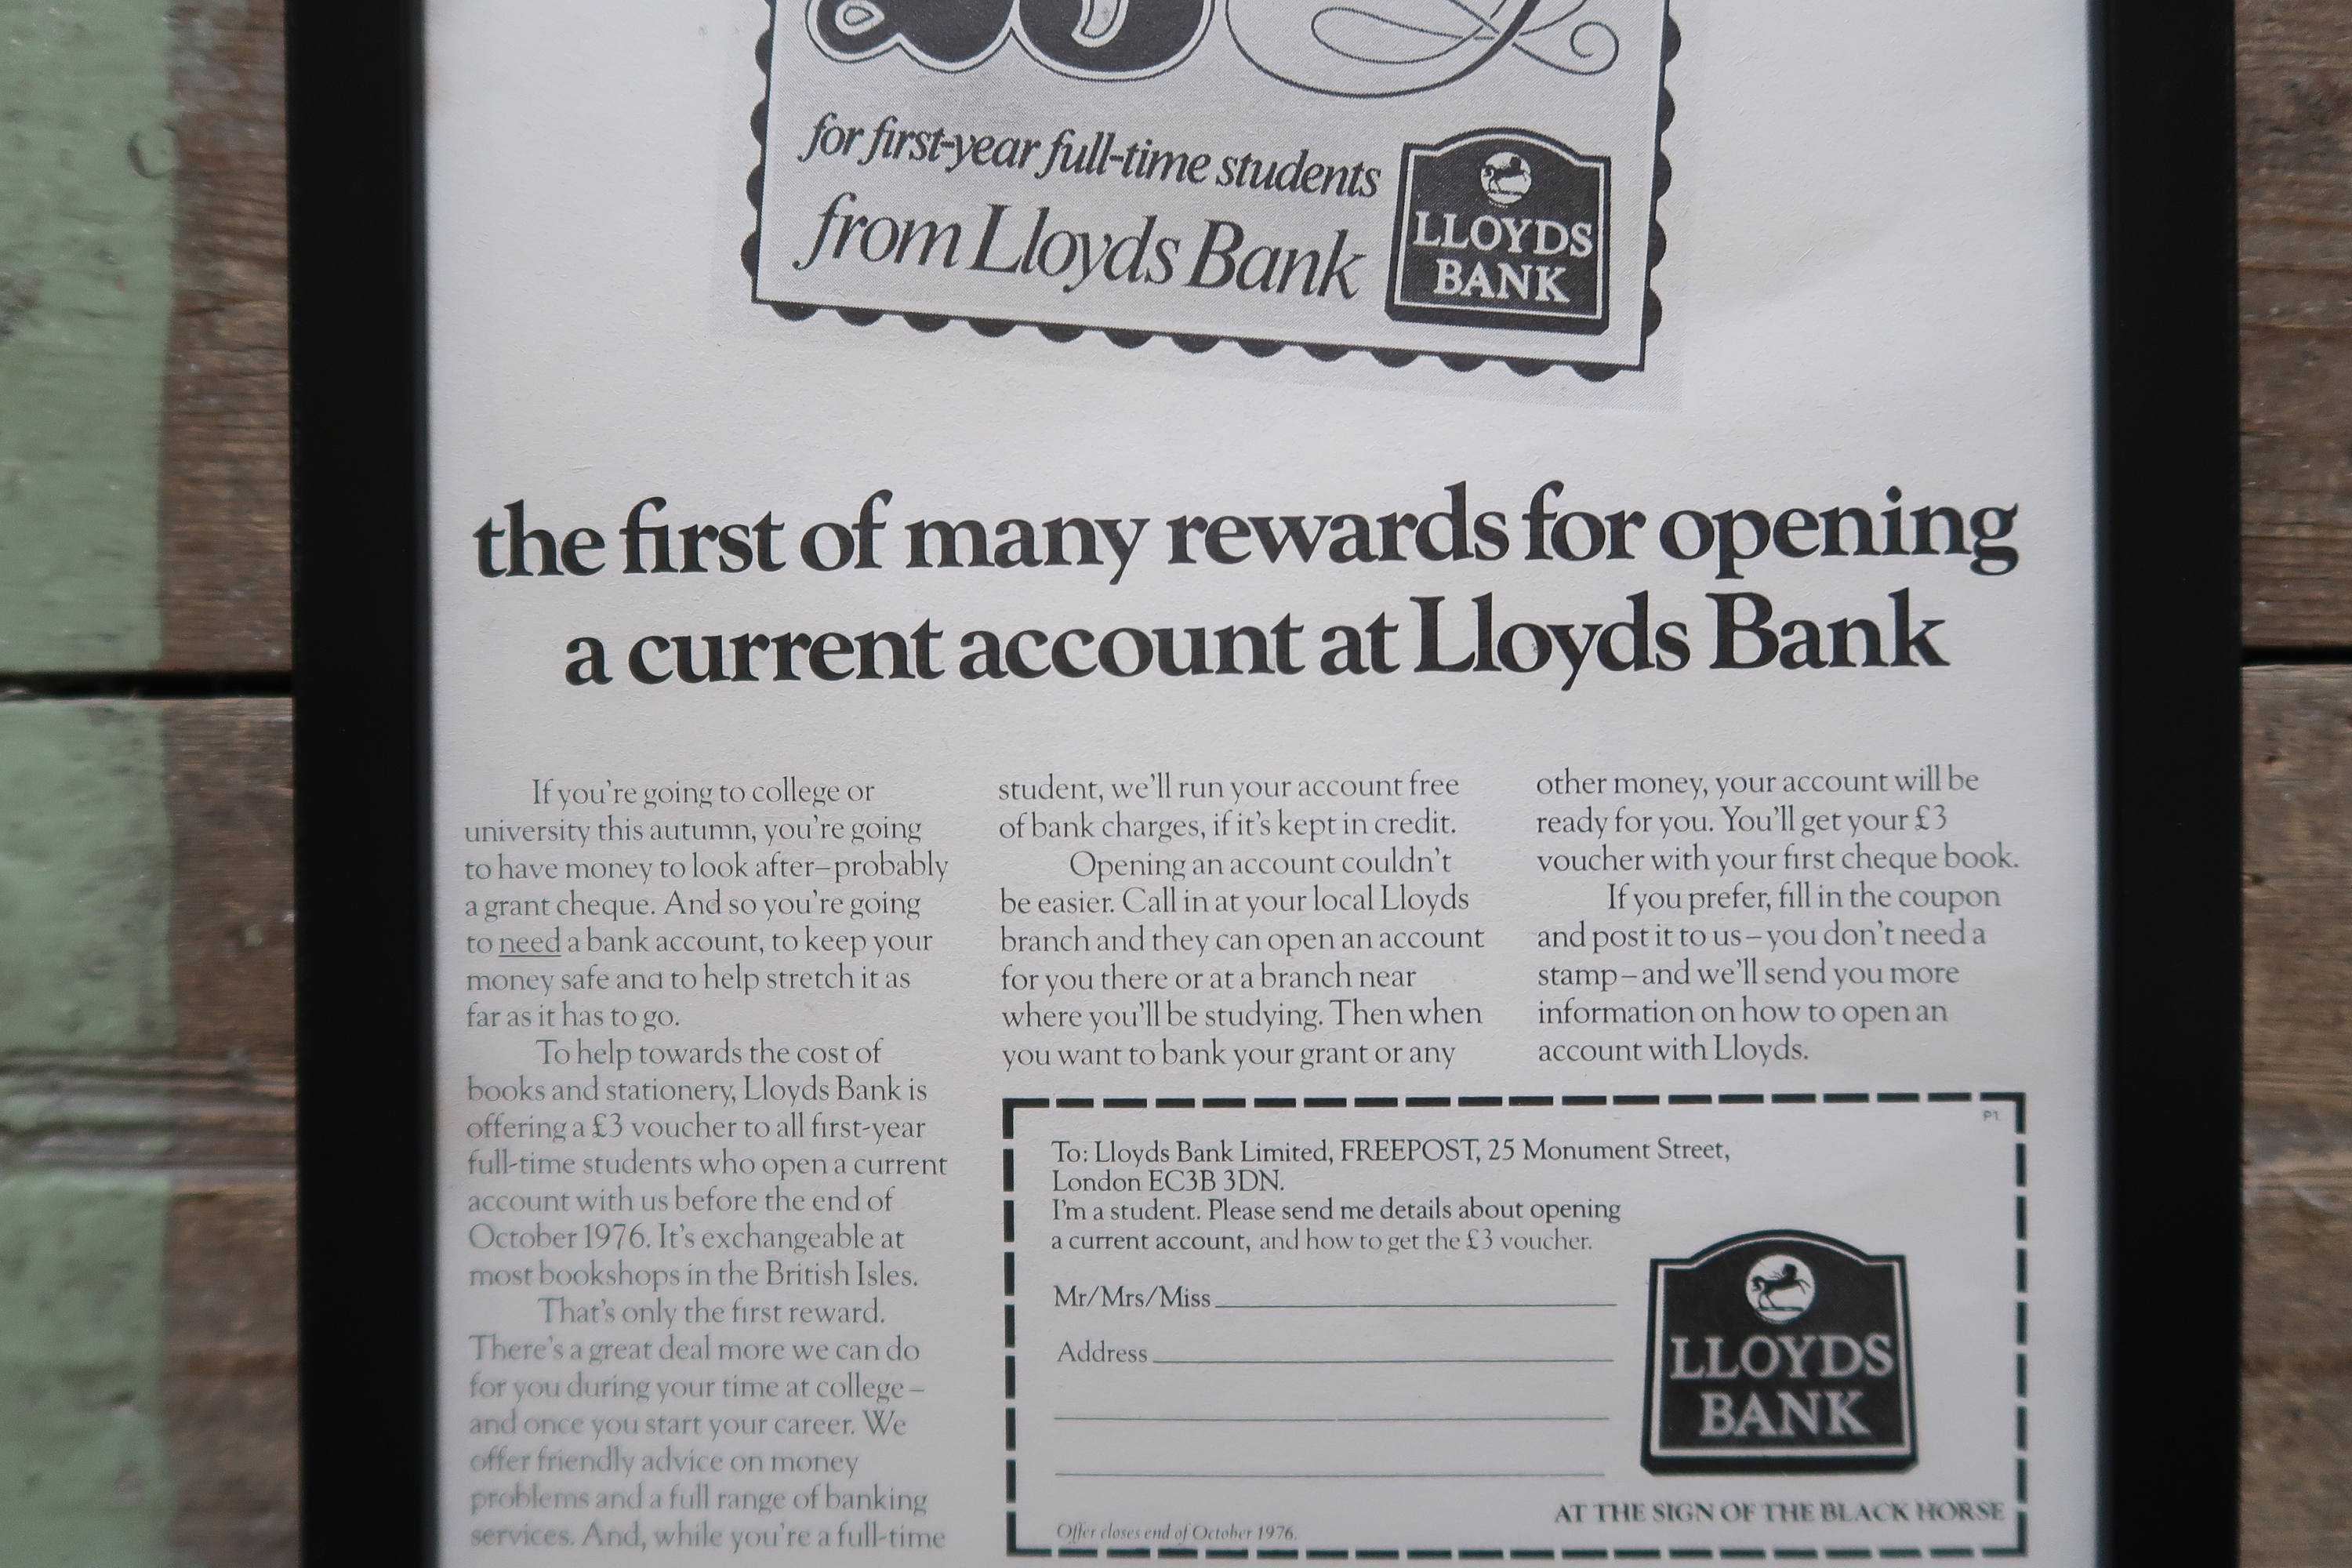 for first-year full-time students
from Lloyds Bank
LLOYDS
BANK
the first of many rewards for opening
a current account at Lloyds Bank
If you're going to college or
university this autumn, you're going
to have money to look after–probably
a grant cheque. And so you're going
to need a bank account, to keep your
money safe and to help stretch it as
far as it has to go.
To help towards the cost of
books and stationery, Lloyds Bank is
offering a £3 voucher to all first-year
full-time students who open a current
account with us before the end of
October 1976. It's exchangeable at
most bookshops in the British Isles.
That's only the first reward.
There's a great deal more we can do
for you during your time at college –
and once you start your career. We
offer friendly advice on money
problems and a full range of banking
services. And, while you're a full-time
student, we'll run your account free
of bank charges, if it's kept in credit.
Opening an account couldn't
be easier. Call in at your local Lloyds
branch and they can open an account
for you there or at a branch near
where you'll be studying. Then when
you want to bank your grant or any
other money, your account will be
ready for you. You'll get your £3
voucher with your first cheque book.
If you prefer, fill in the coupon
and post it to us – you don't need a
stamp – and we'll send you more
information on how to open an
account with Lloyds.
P1
To: Lloyds Bank Limited, FREEPOST, 25 Monument Street,
London EC3B 3DN.
I'm a student. Please send me details about opening
a current account, and how to get the £3 voucher.
Mr/Mrs/Miss
Address
LLOYDS
BANK
AT THE SIGN OF THE BLACK HORSE
Offer closes end of October 1976.